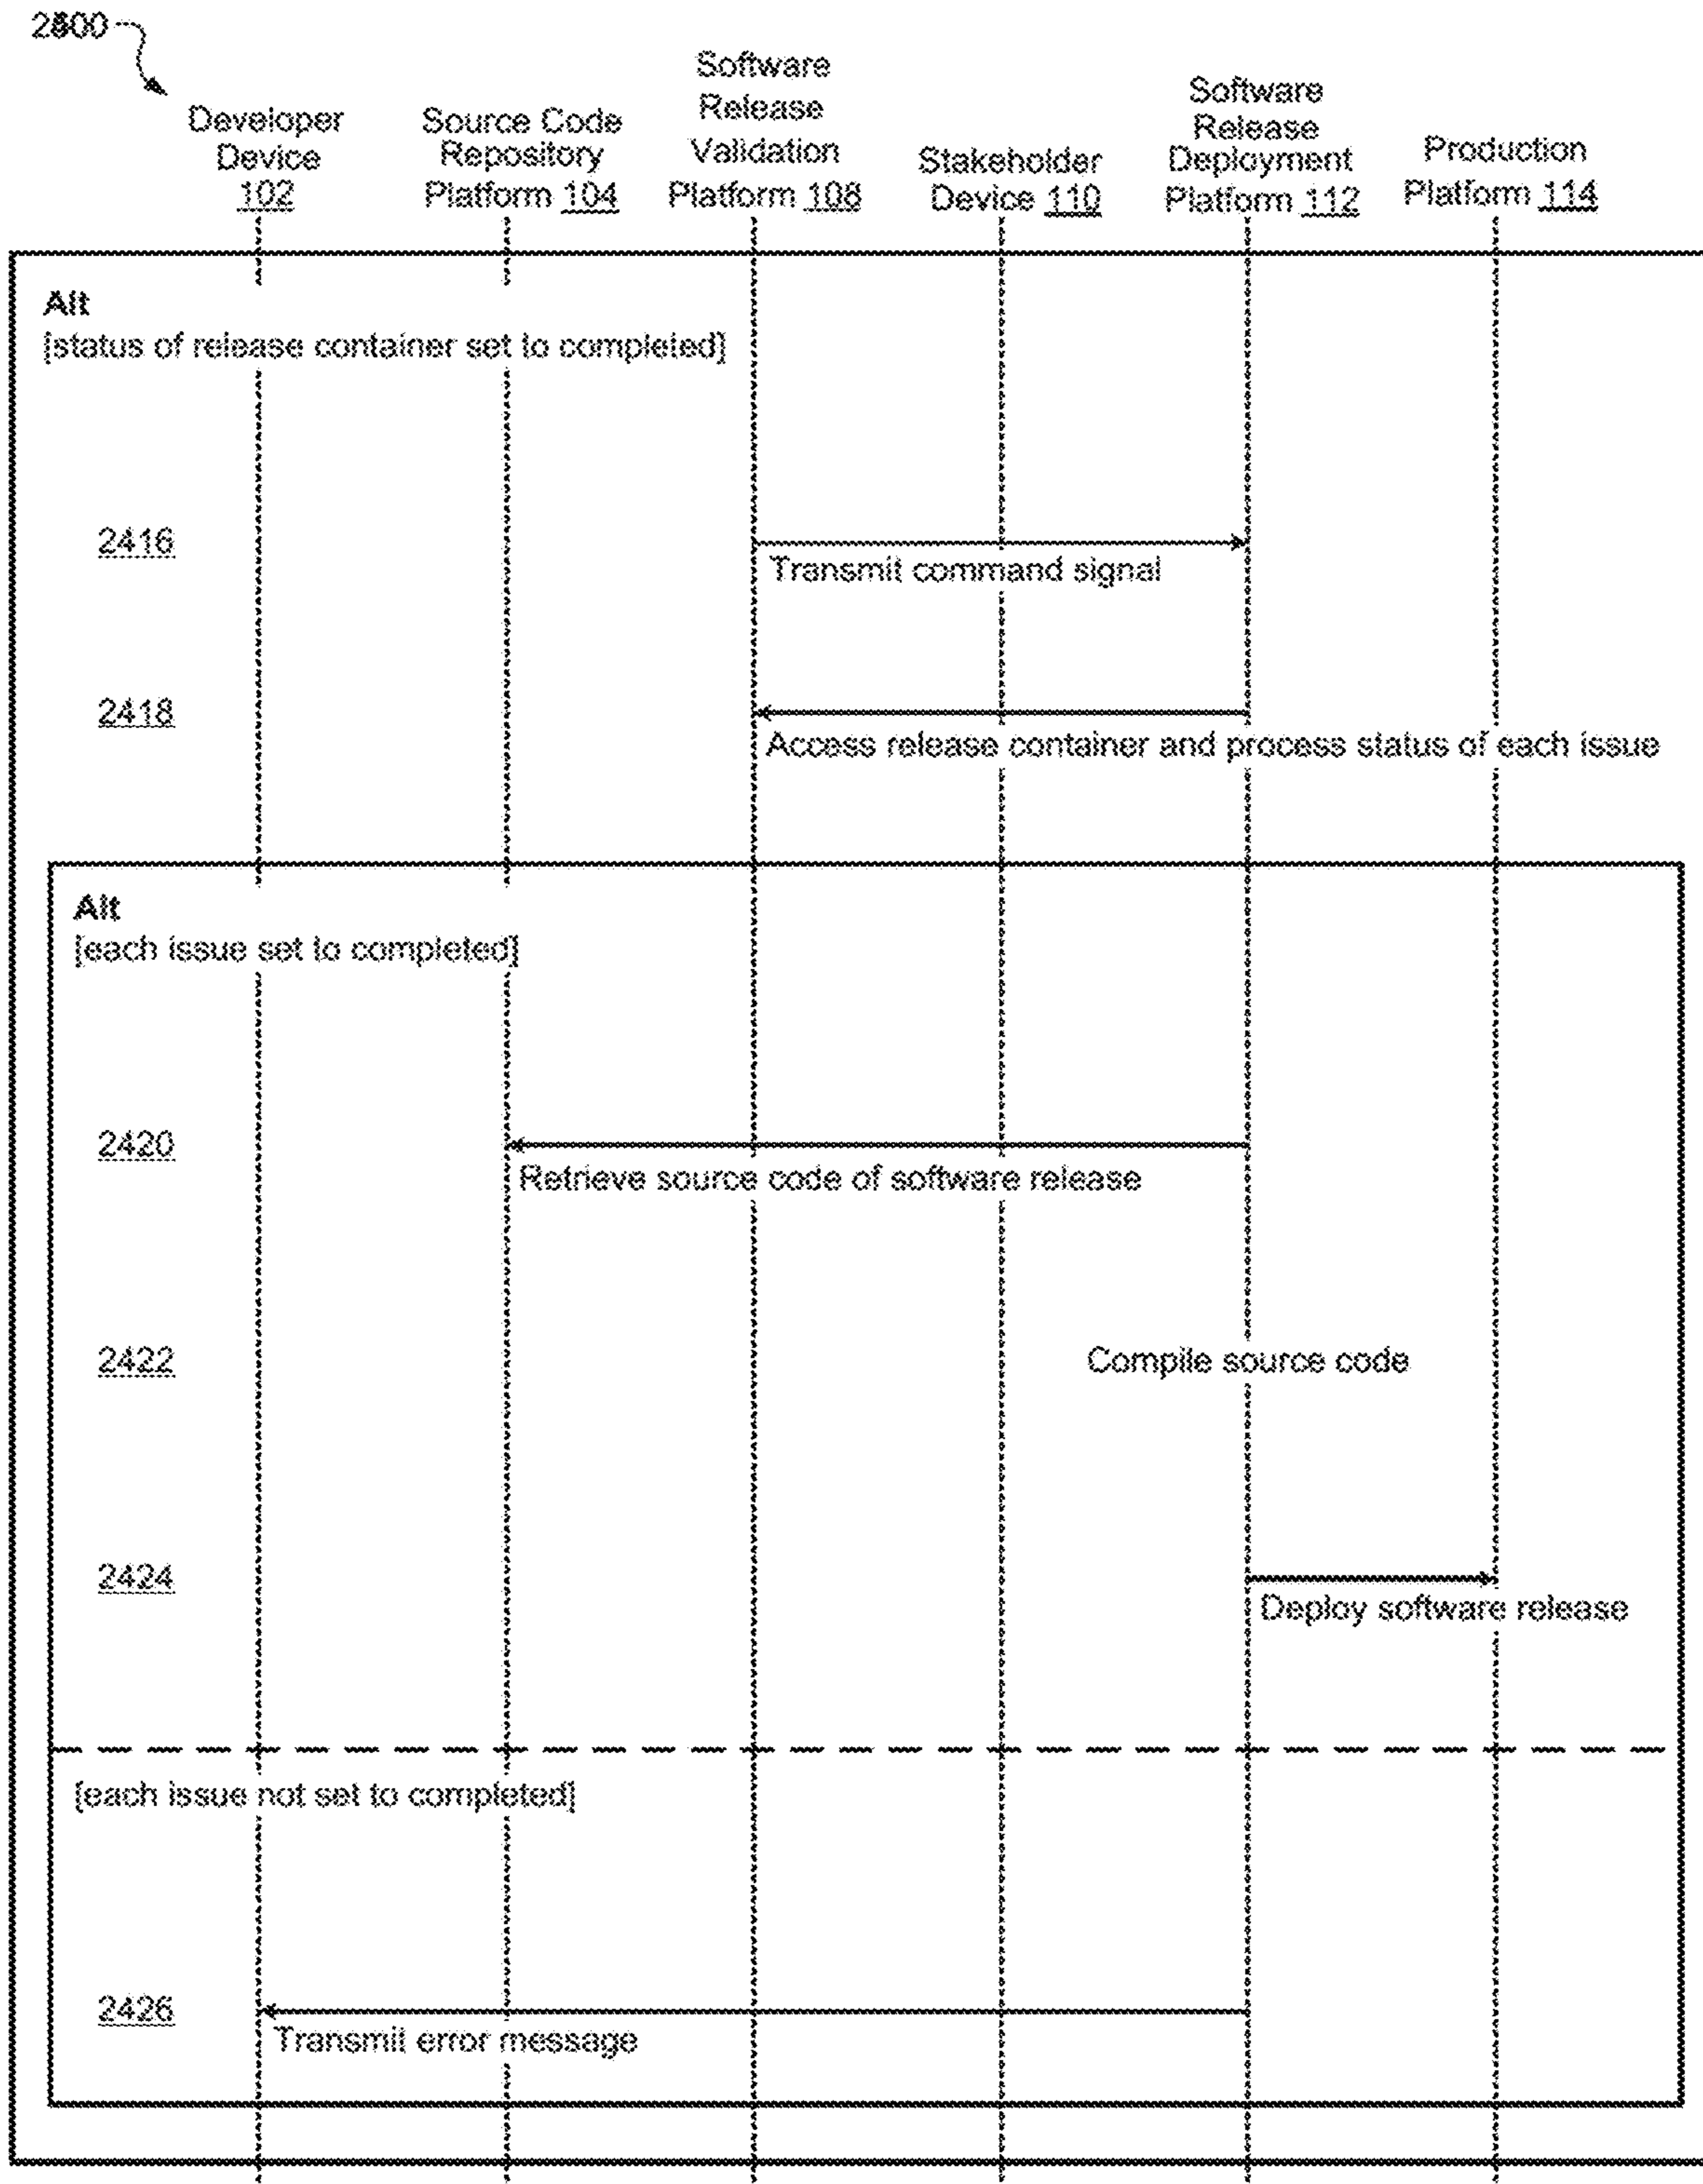 Developer
Device
102
Source Code
Repository
Platform 104
Software
Release
Validation
Platform 108
Stakeholder
Device 110
Software
Release
Deployment
Platform 112
Production
Platform 114
Alt
[status of release container set to completed]
2416
Transmit command signal
2418
Access release container and process status of each issue
Alt
[each issue set to completed]
2420
Retrieve source code of software release
2422
Compile source code
2424
Deploy software release
[each issue not set to completed]
2426
Transmit error message